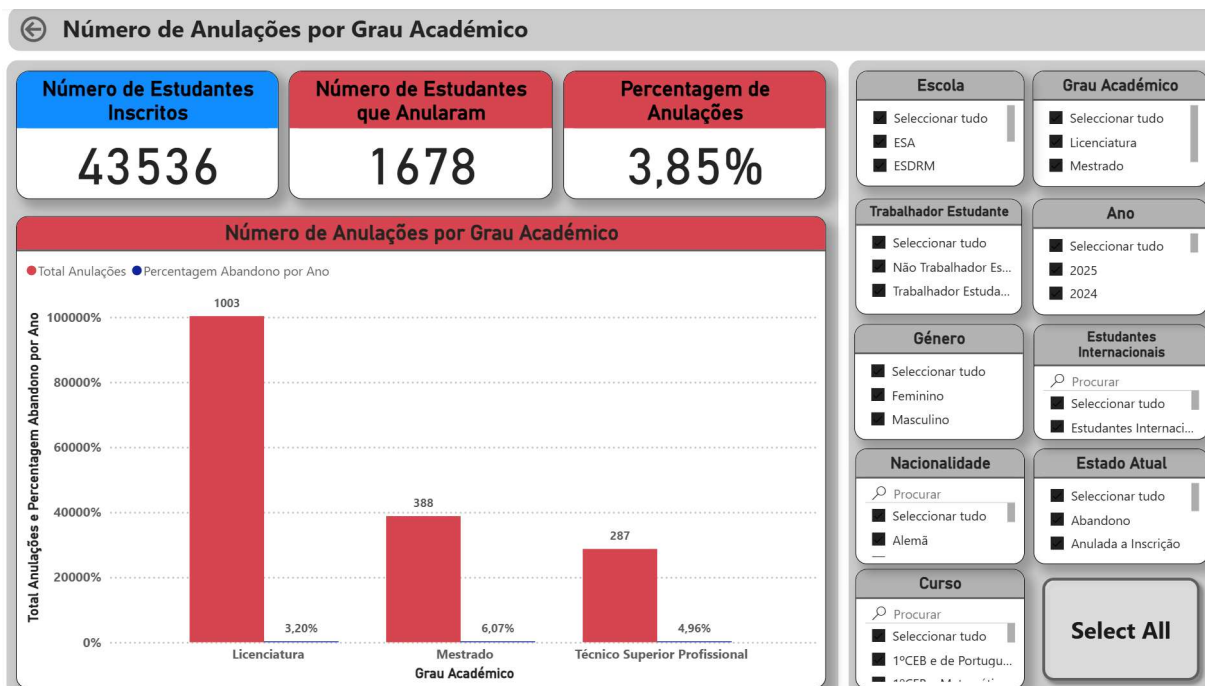 Número de Anulações por Grau Académico
Número de Estudantes
Inscritos
43536
Número de Estudantes
que Anularam
1678
Percentagem de
Anulações
3,85%
Número de Anulações por Grau Académico
Total Anulações
Percentagem Abandono por Ano
Total Anulações e Percentagem Abandono por Ano
100000%
80000%
60000%
40000%
20000%
0%
1003
3,20%
388
6,07%
287
4,96%
Licenciatura
Mestrado
Técnico Superior Profissional
Grau Académico
Escola
Seleccionar tudo
ESA
ESDRM
Grau Académico
Seleccionar tudo
Licenciatura
Mestrado
Trabalhador Estudante
Seleccionar tudo
Não Trabalhador Es...
Trabalhador Estuda...
Ano
Seleccionar tudo
2025
2024
Género
Seleccionar tudo
Feminino
Masculino
Estudantes
Internacionais
Procurar
Seleccionar tudo
Estudantes Internaci...
Nacionalidade
Procurar
Seleccionar tudo
Alemã
Estado Atual
Seleccionar tudo
Abandono
Anulada a Inscrição
Curso
Procurar
Seleccionar tudo
1ºCEB e de Portugu...
Select All